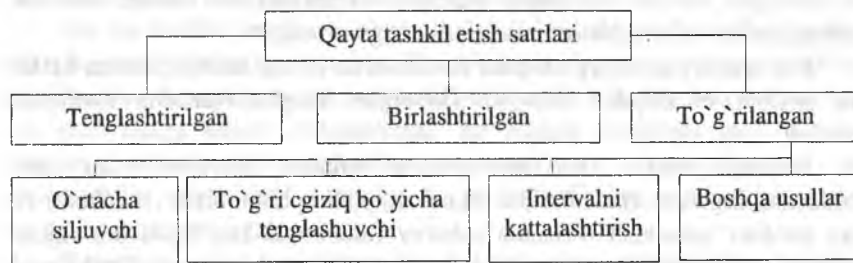 Qayta tashkil etish satrlari
Tenglashtirilgan
Birlashtirilgan
To`g`rilangan
O`rtacha
siljuvchi
To`g`ri cgiziq bo`yicha
tenglashuvchi
Intervalni
kattalashtirish
Boshqa usullar